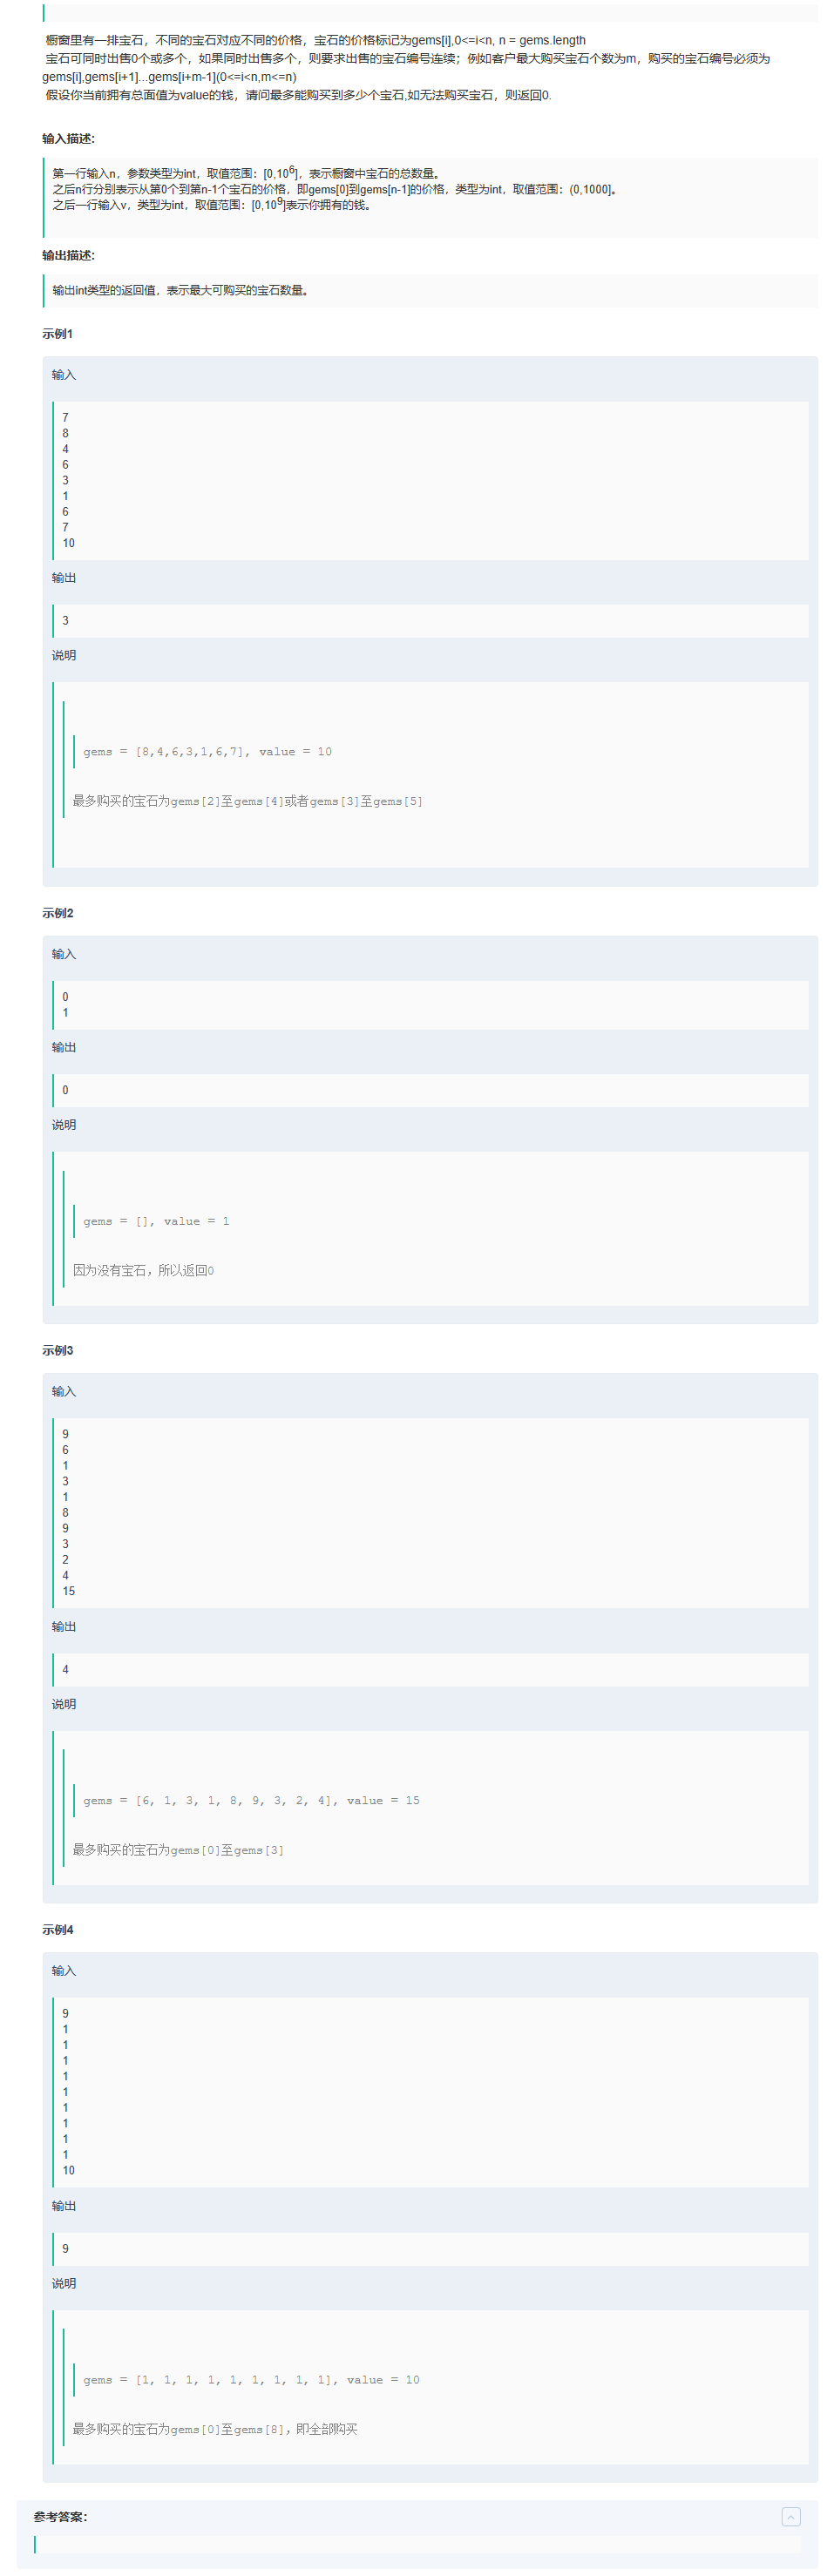 橱窗里有一排宝石，不同的宝石对应不同的价格，宝石的价格标记为gems[i],0<=i<n, n = gems.length
宝石可同时出售0个或多个，如果同时出售多个，则要求出售的宝石编号连续；例如客户最大购买宝石个数为m，购买的宝石编号必须为
gems[i],gems[i+1]...gems[i+m-1](0<=i<n,m<=n)
假设你当前拥有总面值为value的钱，请问最多能购买到多少个宝石,如无法购买宝石，则返回0.
输入描述:
第一行输入n，参数类型为int，取值范围：[0,10⁶]，表示橱窗中宝石的总数量。
之后n行分别表示从第0个到第n-1个宝石的价格，即gems[0]到gems[n-1]的价格，类型为int，取值范围：(0,1000]。
之后一行输入v，类型为int，取值范围：[0,10⁹]表示你拥有的钱。
输出描述:
输出int类型的返回值，表示最大可购买的宝石数量。
示例1
输入
7
8
4
6
3
1
6
7
10
输出
3
说明
gems = [8,4,6,3,1,6,7], value = 10
最多购买的宝石为gems[2]至gems[4]或者gems[3]至gems[5]
示例2
输入
0
1
输出
0
说明
gems = [], value = 1
因为没有宝石，所以返回0
示例3
输入
9
6
1
3
1
8
9
3
2
4
15
输出
4
说明
gems = [6, 1, 3, 1, 8, 9, 3, 2, 4], value = 15
最多购买的宝石为gems[0]至gems[3]
示例4
输入
9
1
1
1
1
1
1
1
1
1
10
输出
9
说明
gems = [1, 1, 1, 1, 1, 1, 1, 1, 1], value = 10
最多购买的宝石为gems[0]至gems[8]，即全部购买
参考答案：